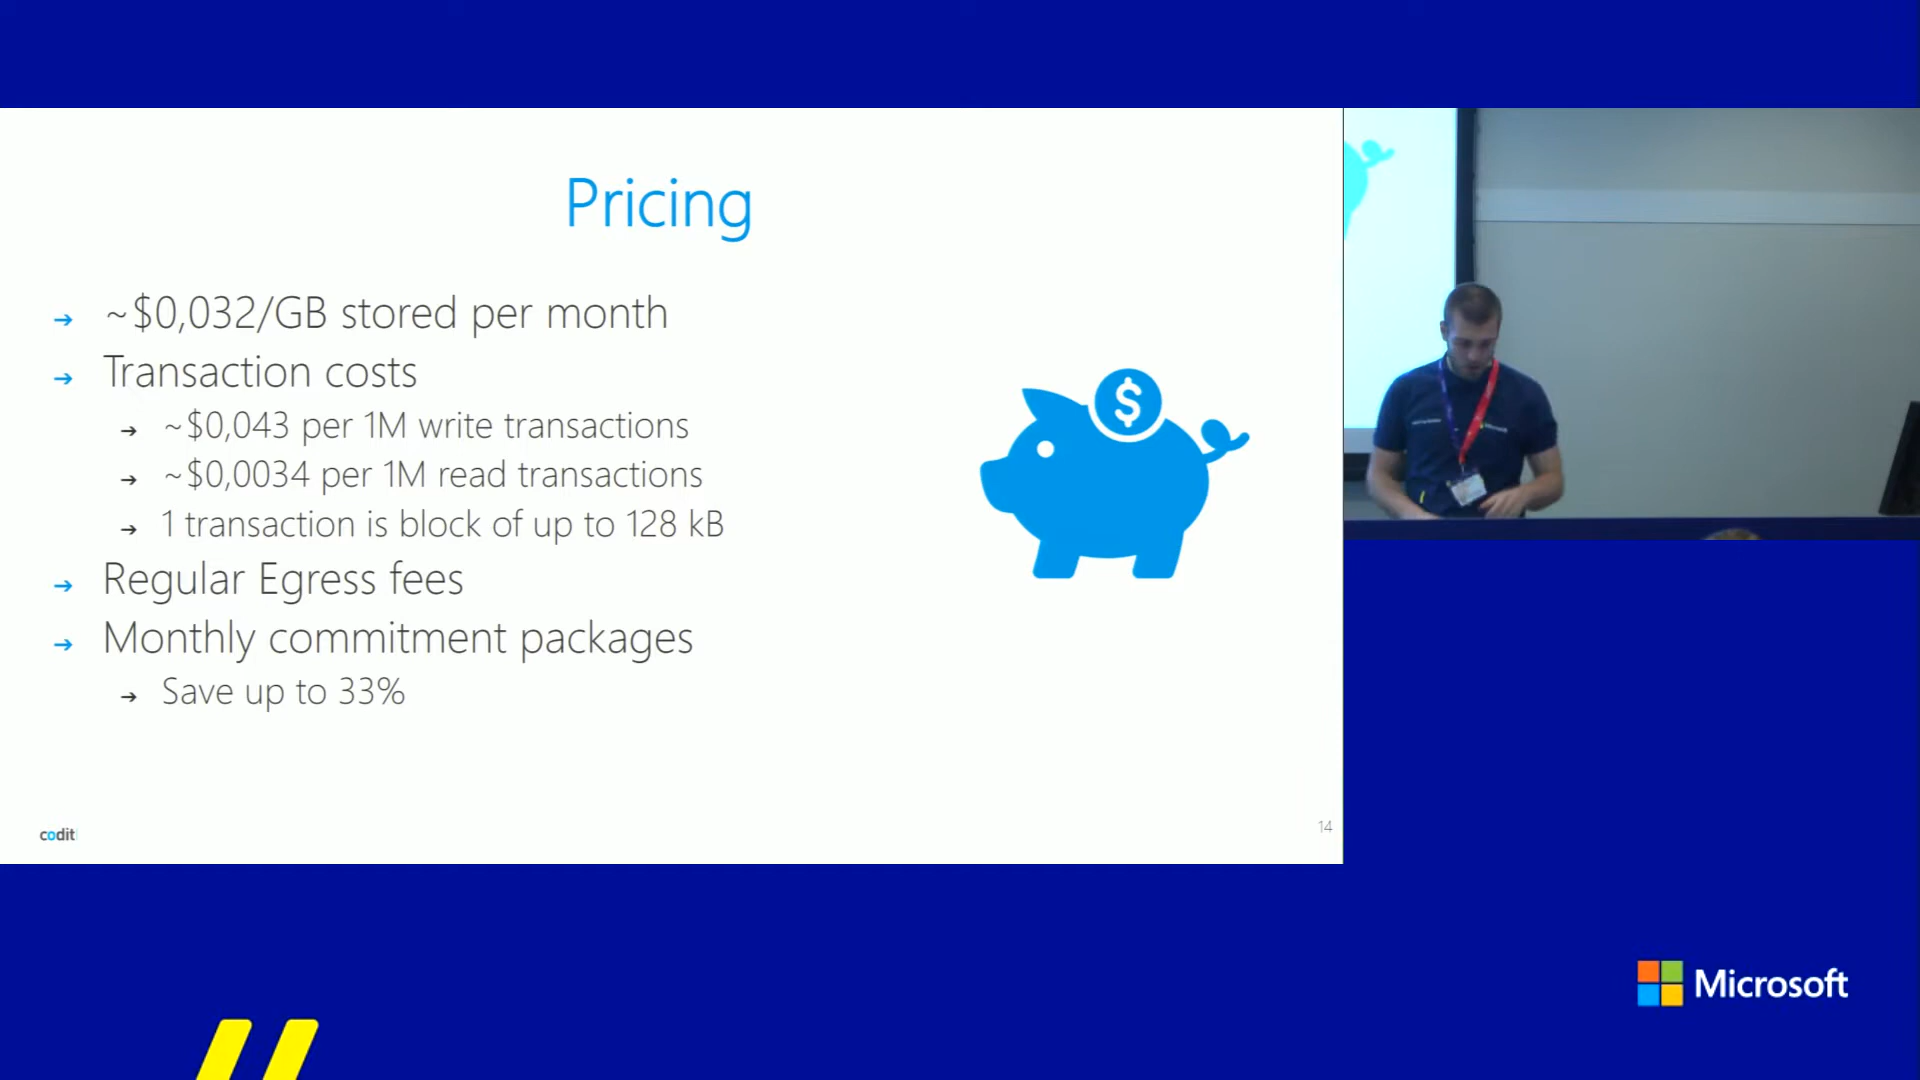 Pricing
~$0,032/GB stored per month
Transaction costs
~$0,043 per 1M write transactions
~$0,0034 per 1M read transactions
1 transaction is block of up to 128 kB
Regular Egress fees
Monthly commitment packages
Save up to 33%
codit
14
$
Microsoft